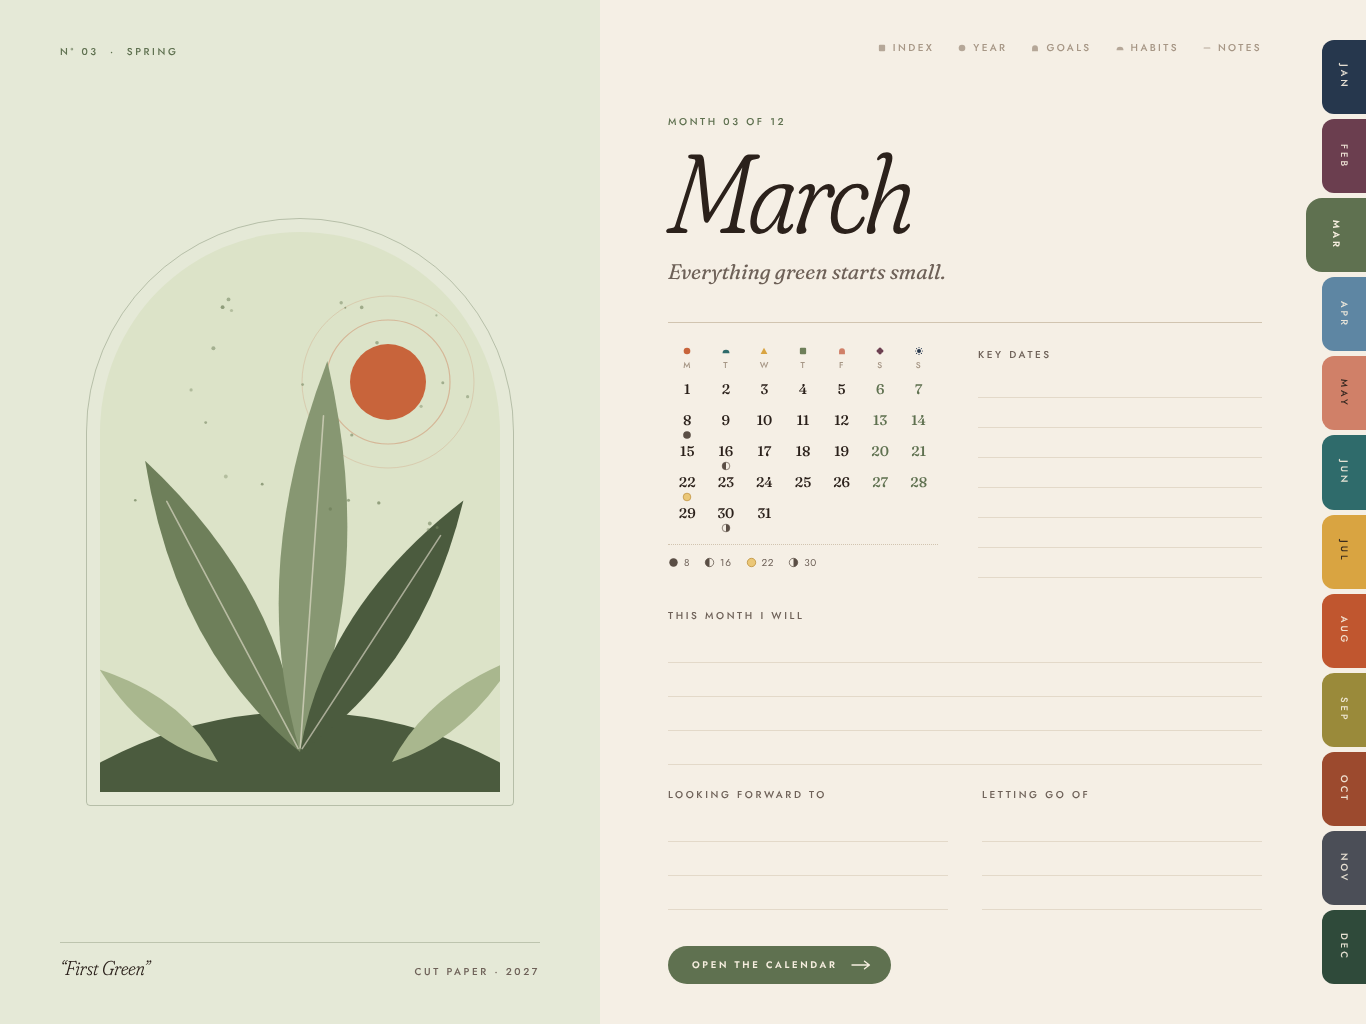 N° 03 · SPRING
INDEX YEAR GOALS HABITS NOTES
MONTH 03 OF 12
March
Everything green starts small.
M T W T F S S
1 2 3 4 5 6 7
8 9 10 11 12 13 14
15 16 17 18 19 20 21
22 23 24 25 26 27 28
29 30 31
8 16 22 30
KEY DATES
THIS MONTH I WILL
LOOKING FORWARD TO
LETTING GO OF
OPEN THE CALENDAR
“First Green”
CUT PAPER · 2027
JAN
FEB
MAR
APR
MAY
JUN
JUL
AUG
SEP
OCT
NOV
DEC